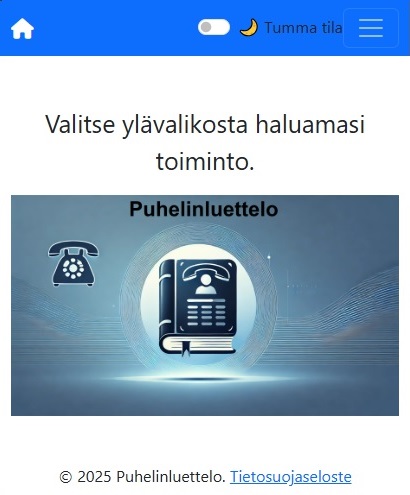 🌙 Tumma tila
Valitse ylävalikosta haluamasi
toiminto.
Puhelinluettelo
© 2025 Puhelinluettelo. Tietosuojaseloste